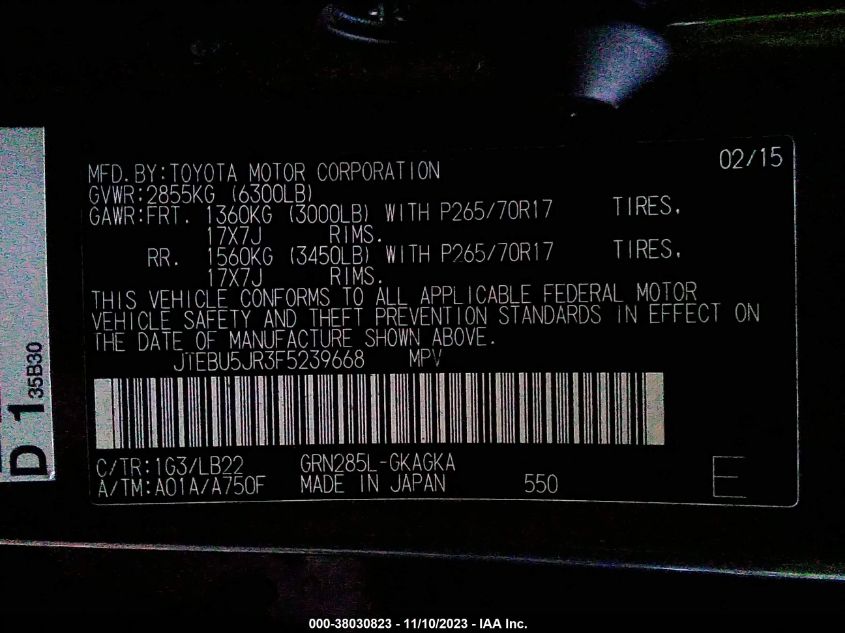 02/15
MFD.BY:TOYOTA MOTOR CORPORATION
GVWR:2855KG (6300LB)
GAWR:FRT. 1360KG (3000LB) WITH P265/70R17 TIRES,
17X7J RIMS.
RR. 1560KG (3450LB) WITH P265/70R17 TIRES,
17X7J RIMS.
THIS VEHICLE CONFORMS TO ALL APPLICABLE FEDERAL MOTOR
VEHICLE SAFETY AND THEFT PREVENTION STANDARDS IN EFFECT ON
THE DATE OF MANUFACTURE SHOWN ABOVE.
JTEBU5JR3F5239668 MPV
C/TR:1G3/LB22 GRN285L-GKAGKA
A/TM:A01A/A750F MADE IN JAPAN 550 E
D 1 35B30
000-38030823 - 11/10/2023 - IAA Inc.